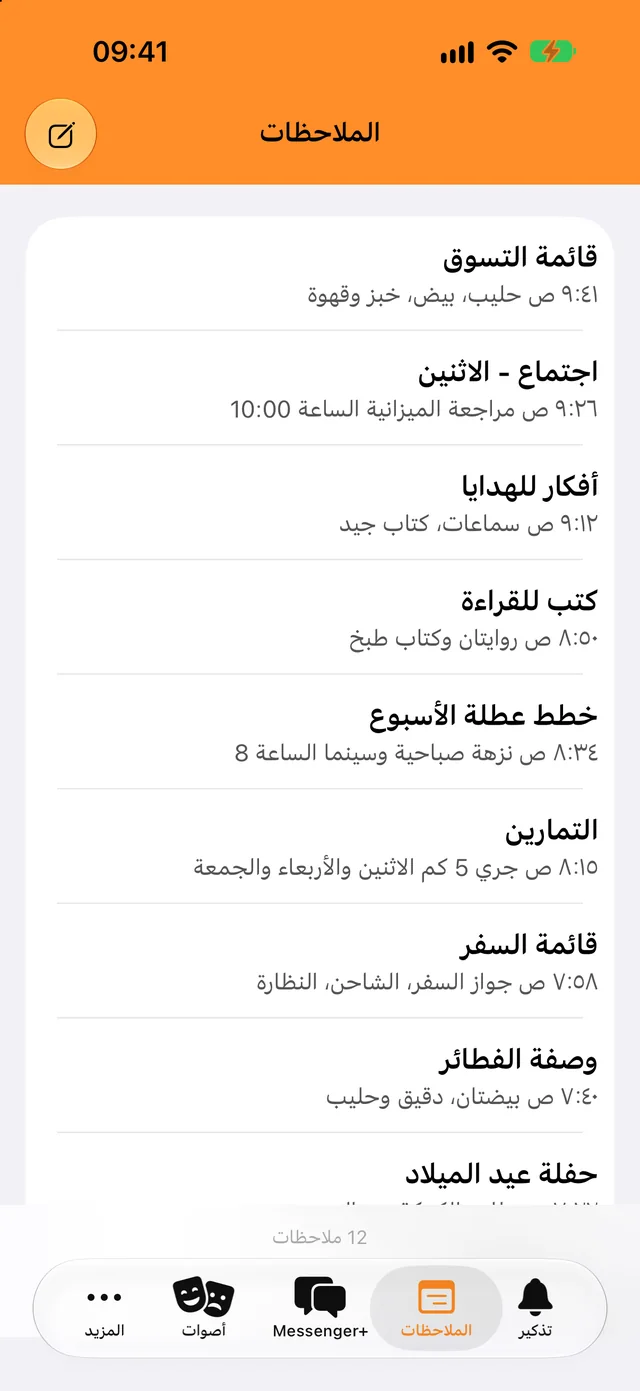 09:41
الملاحظات
قائمة التسوق
٩:٤١ ص حليب، بيض، خبز وقهوة
اجتماع - الاثنين
٩:٢٦ ص مراجعة الميزانية الساعة 10:00
أفكار للهدايا
٩:١٢ ص سماعات، كتاب جيد
كتب للقراءة
٨:٥٠ ص روايتان وكتاب طبخ
خطط عطلة الأسبوع
٨:٣٤ ص نزهة صباحية وسينما الساعة 8
التمارين
٨:١٥ ص جري 5 كم الاثنين والأربعاء والجمعة
قائمة السفر
٧:٥٨ ص جواز السفر، الشاحن، النظارة
وصفة الفطائر
٧:٤٠ ص بيضتان، دقيق وحليب
حفلة عيد الميلاد
12 ملاحظات
تذكير
الملاحظات
Messenger+
أصوات
المزيد